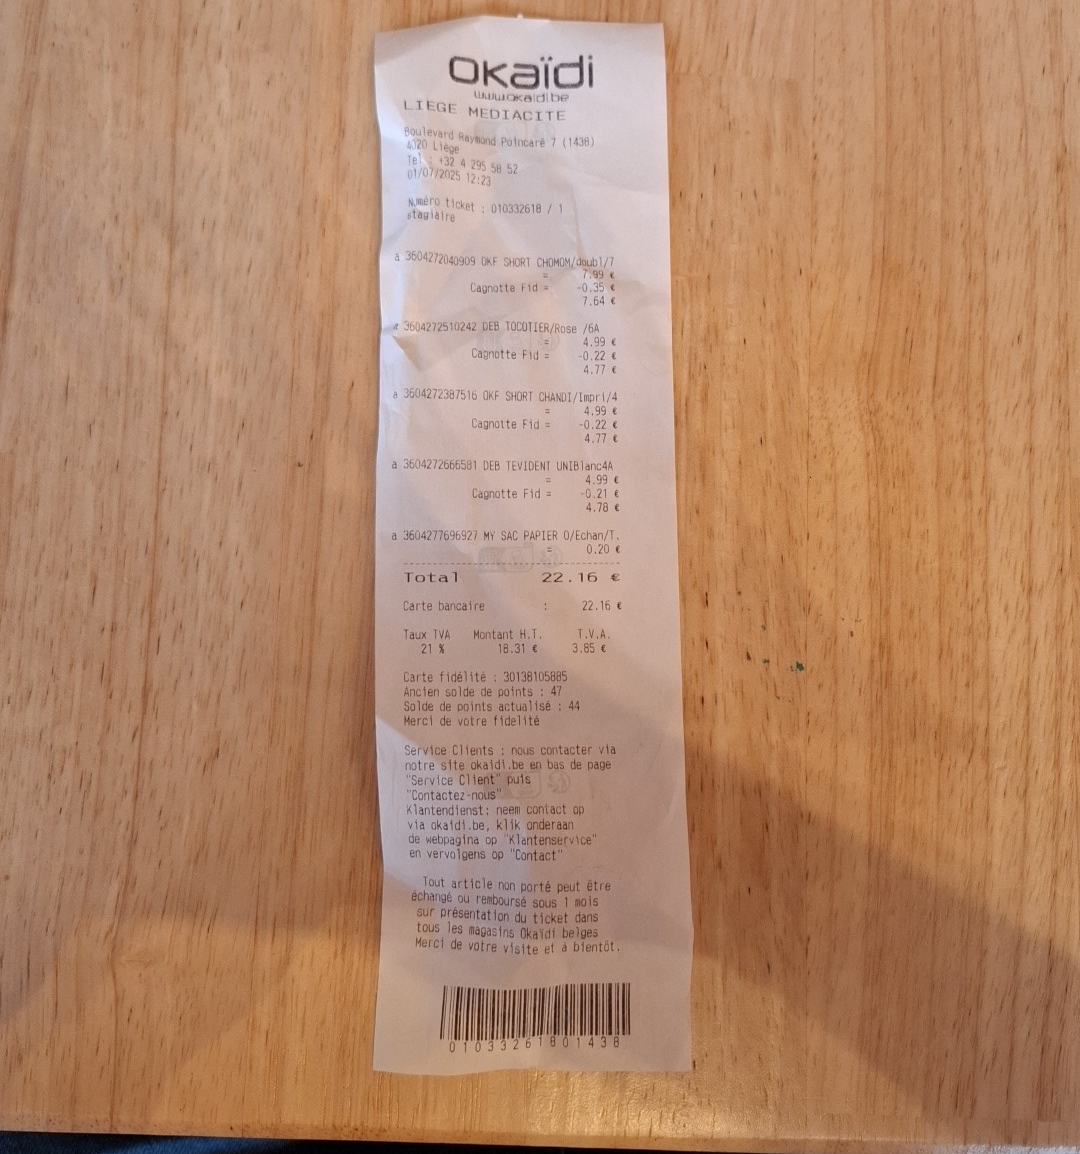 Okaïdi
www.okaidi.be
LIEGE MEDIACITE
Boulevard Raymond Poincaré 7 (1438)
4020 Liège
Tel : +32 4 295 58 52
01/07/2025 12:23
Numéro ticket : 010332618 / 1
stagiaire
a 3604272040909 OKF SHORT CHOMOM/doubl/7
= 7.99 €
Cagnotte Fid = -0.35 €
7.64 €
a 3604272510242 DEB TOCOTIER/Rose /6A
= 4.99 €
Cagnotte Fid = -0.22 €
4.77 €
a 3604272387516 OKF SHORT CHANDI/Impri/4
= 4.99 €
Cagnotte Fid = -0.22 €
4.77 €
a 3604272666581 DEB TEVIDENT UNIBlanc4A
= 4.99 €
Cagnotte Fid = -0.21 €
4.78 €
a 3604277696927 MY SAC PAPIER O/Echan/T.
= 0.20 €
Total 22.16 €
Carte bancaire : 22.16 €
Taux TVA Montant H.T. T.V.A.
21 % 18.31 € 3.85 €
Carte fidélité : 30138105885
Ancien solde de points : 47
Solde de points actualisé : 44
Merci de votre fidelité
Service Clients : nous contacter via
notre site okaidi.be en bas de page
"Service Client" puis
"Contactez-nous"
Klantendienst: neem contact op
via okaidi.be, klik onderaan
de webpagina op "Klantenservice"
en vervolgens op "Contact"
Tout article non porté peut être
échangé ou remboursé sous 1 mois
sur présentation du ticket dans
tous les magasins Okaïdi belges
Merci de votre visite et à bientôt.
01033261801438